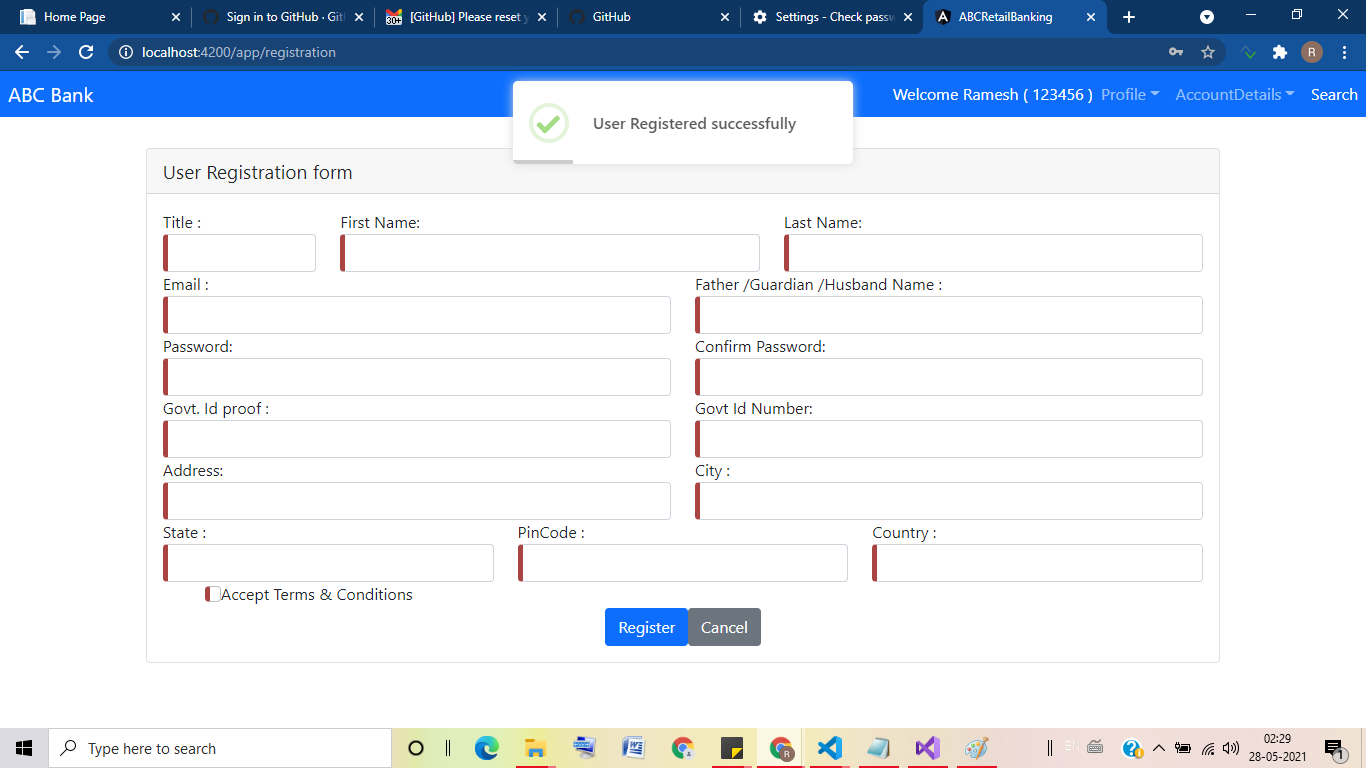 Home Page
Sign in to GitHub · Git
30+
[GitHub] Please reset y
GitHub
Settings - Check passw
ABCRetailBanking
localhost:4200/app/registration
R
ABC Bank
Welcome Ramesh ( 123456 ) Profile AccountDetails Search
User Registered successfully
User Registration form
Title : First Name: Last Name:
Email : Father /Guardian /Husband Name :
Password: Confirm Password:
Govt. Id proof : Govt Id Number:
Address: City :
State : PinCode : Country :
Accept Terms & Conditions
Register Cancel
Type here to search
02:29
28-05-2021
1